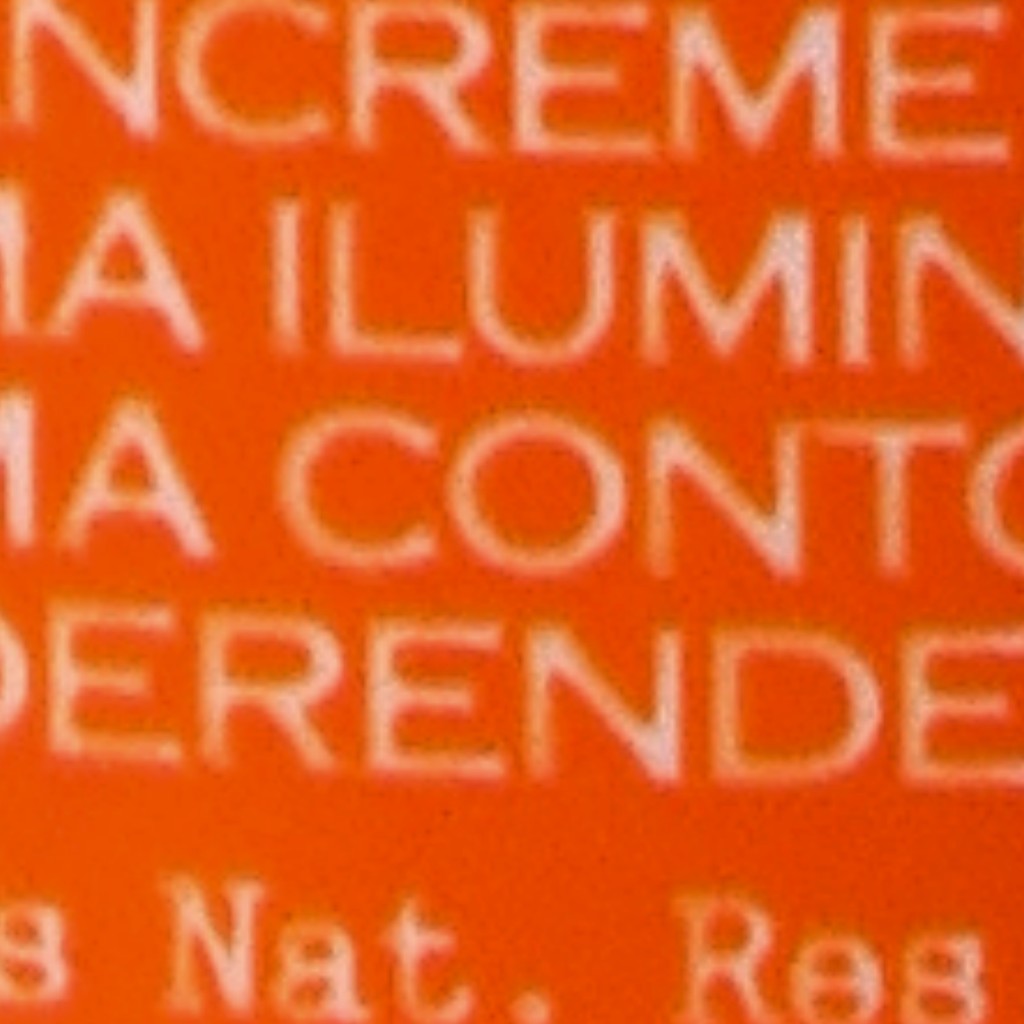 NCREME
MA ILUMIN
MA CONTO
DERENDE
s Nat. Res